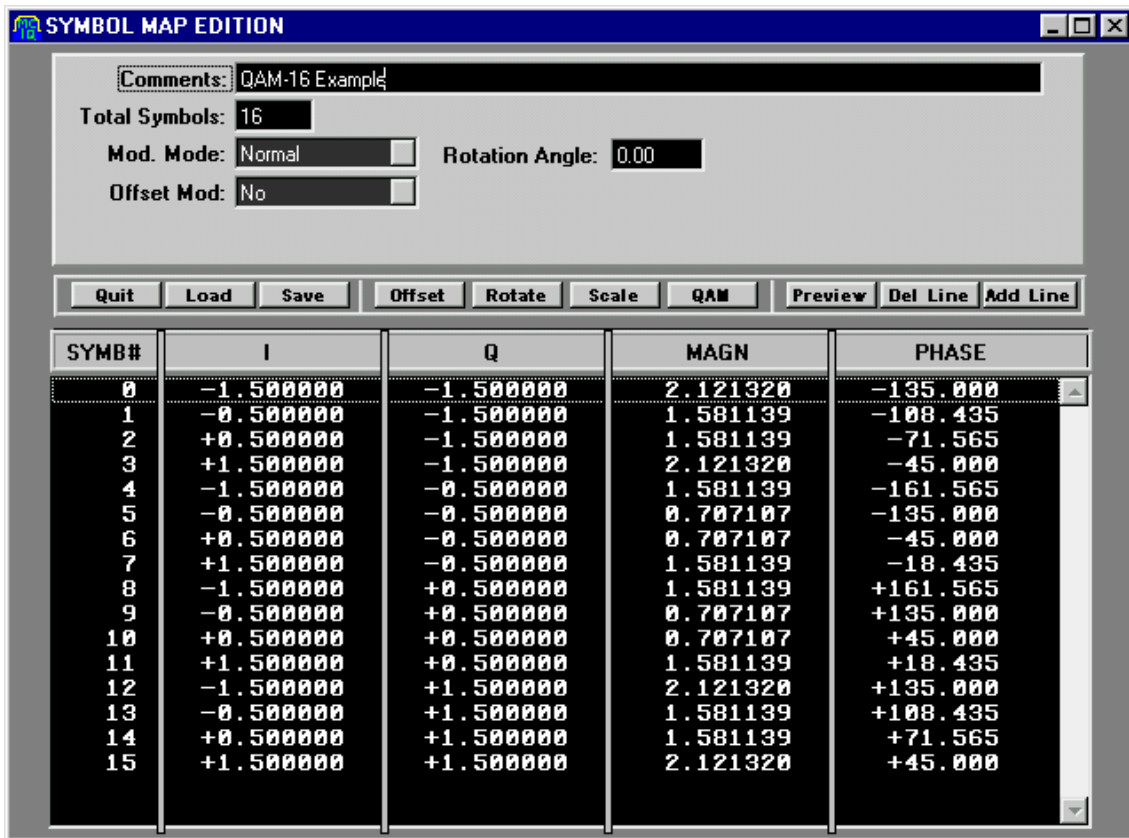 MC IQ SYMBOL MAP EDITION
Comments: QAM-16 Example
Total Symbols: 16
Mod. Mode: Normal Rotation Angle: 0.00
Offset Mod: No
Quit Load Save Offset Rotate Scale QAM Preview Del Line Add Line
SYMB# I Q MAGN PHASE
0 -1.500000 -1.500000 2.121320 -135.000
1 -0.500000 -1.500000 1.581139 -108.435
2 +0.500000 -1.500000 1.581139 -71.565
3 +1.500000 -1.500000 2.121320 -45.000
4 -1.500000 -0.500000 1.581139 -161.565
5 -0.500000 -0.500000 0.707107 -135.000
6 +0.500000 -0.500000 0.707107 -45.000
7 +1.500000 -0.500000 1.581139 -18.435
8 -1.500000 +0.500000 1.581139 +161.565
9 -0.500000 +0.500000 0.707107 +135.000
10 +0.500000 +0.500000 0.707107 +45.000
11 +1.500000 +0.500000 1.581139 +18.435
12 -1.500000 +1.500000 2.121320 +135.000
13 -0.500000 +1.500000 1.581139 +108.435
14 +0.500000 +1.500000 1.581139 +71.565
15 +1.500000 +1.500000 2.121320 +45.000